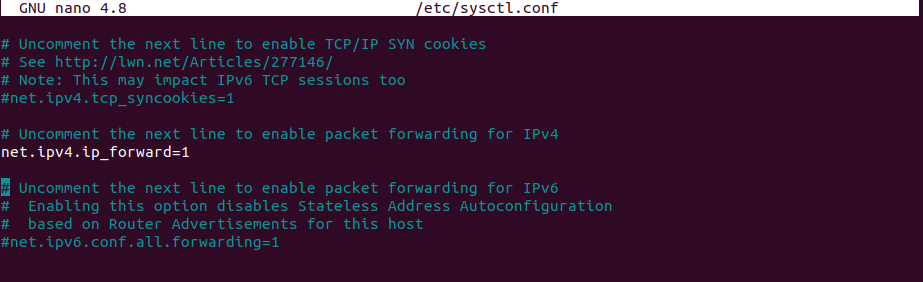 GNU nano 4.8 /etc/sysctl.conf
# Uncomment the next line to enable TCP/IP SYN cookies
# See http://lwn.net/Articles/277146/
# Note: This may impact IPv6 TCP sessions too
#net.ipv4.tcp_syncookies=1
# Uncomment the next line to enable packet forwarding for IPv4
net.ipv4.ip_forward=1
# Uncomment the next line to enable packet forwarding for IPv6
#  Enabling this option disables Stateless Address Autoconfiguration
#  based on Router Advertisements for this host
#net.ipv6.conf.all.forwarding=1